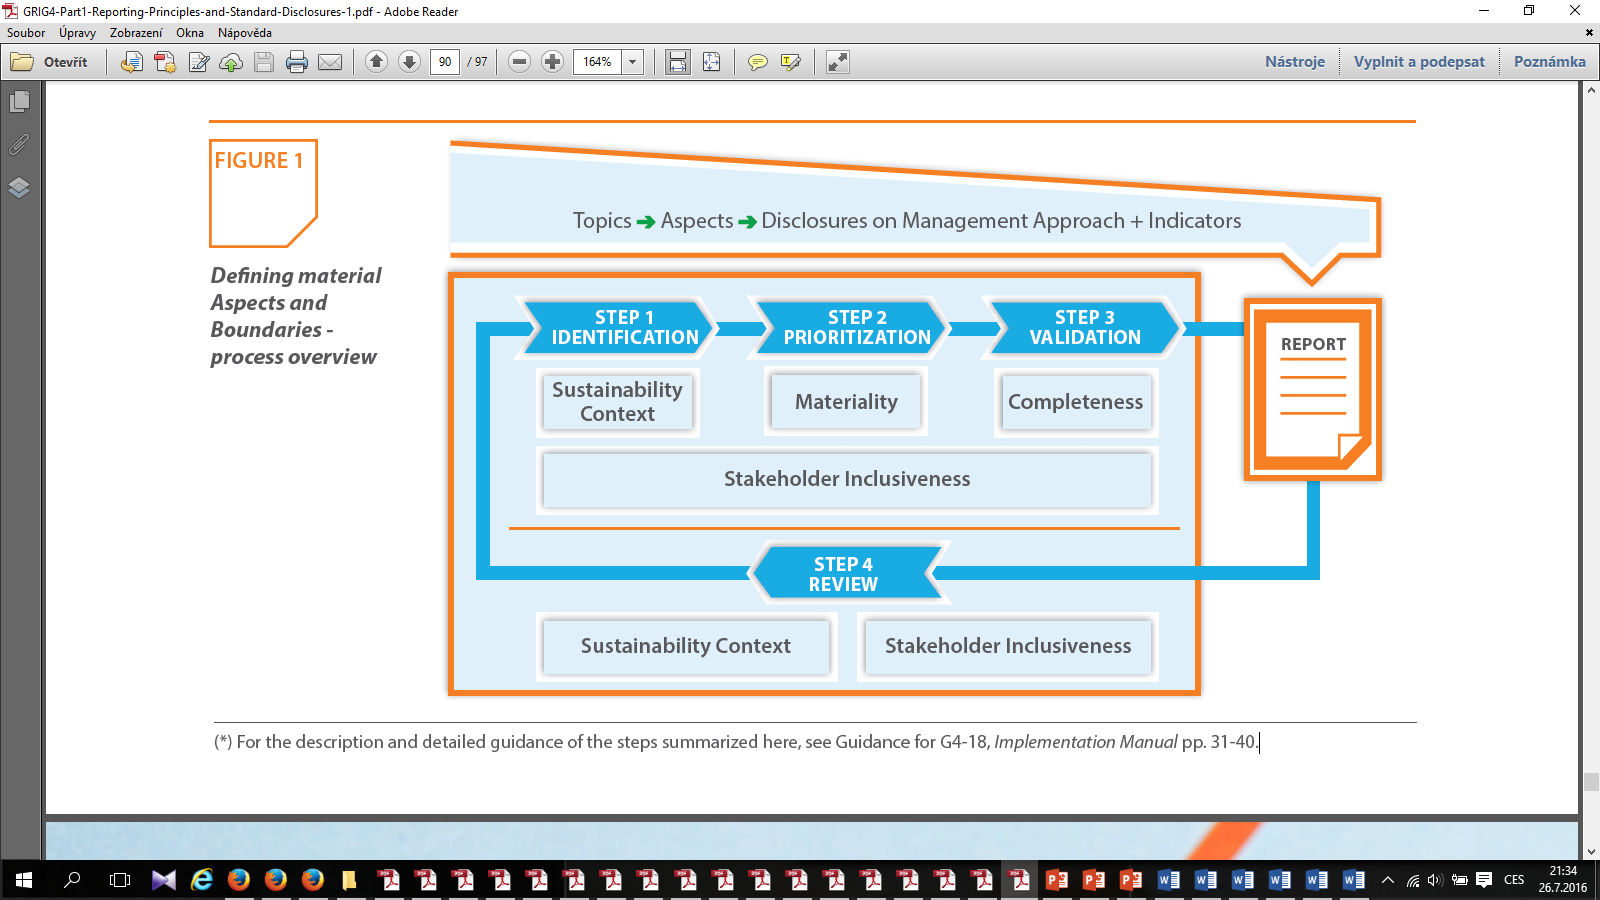 GRIG4-Part1-Reporting-Principles-and-Standard-Disclosures-1.pdf - Adobe Reader
Soubor Úpravy Zobrazení Okna Nápověda
Otevřít 90 / 97 164% Nástroje Vyplnit a podepsat Poznámka
FIGURE 1
Defining material
Aspects and
Boundaries -
process overview
Topics ➔ Aspects ➔ Disclosures on Management Approach + Indicators
STEP 1
IDENTIFICATION
STEP 2
PRIORITIZATION
STEP 3
VALIDATION
REPORT
Sustainability
Context
Materiality
Completeness
Stakeholder Inclusiveness
STEP 4
REVIEW
Sustainability Context
Stakeholder Inclusiveness
(*) For the description and detailed guidance of the steps summarized here, see Guidance for G4-18, Implementation Manual pp. 31-40.
CES
21:34
26.7.2016